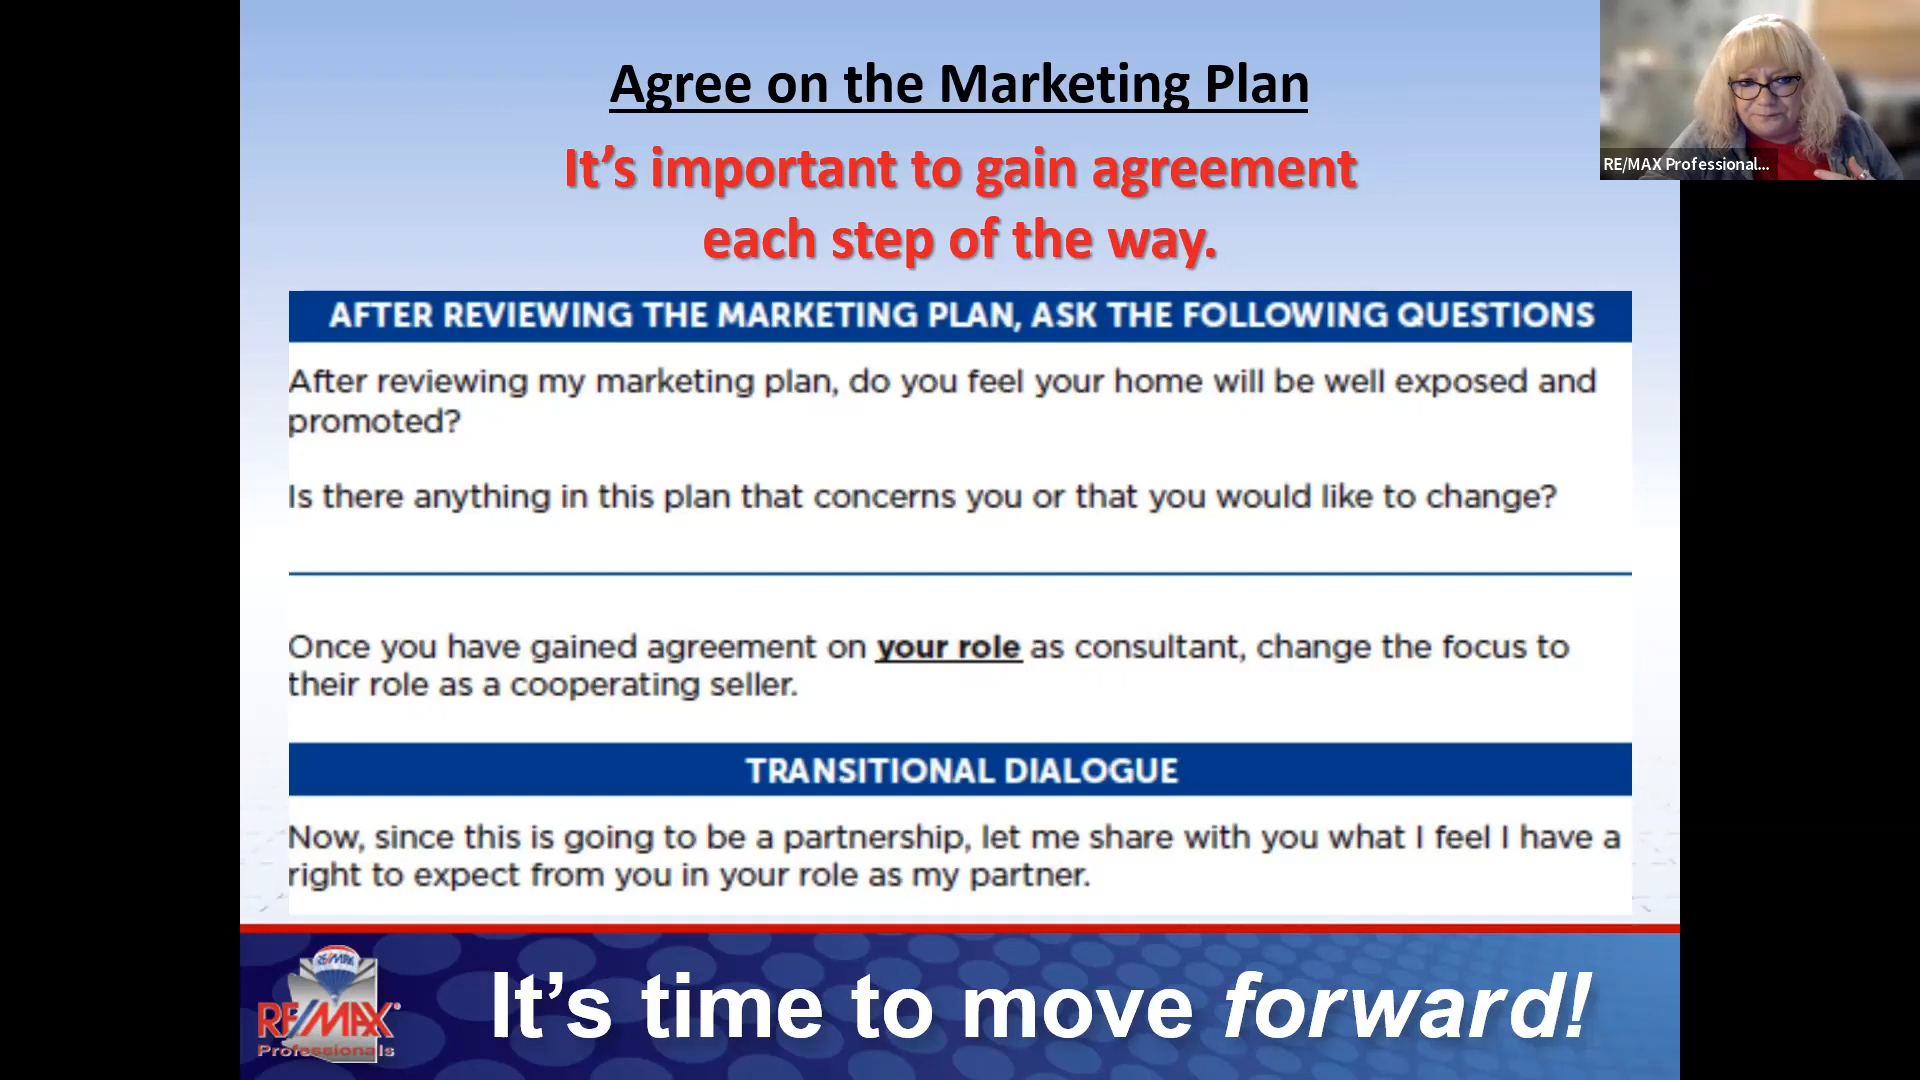 Agree on the Marketing Plan
It’s important to gain agreement
each step of the way.
RE/MAX Professional...
AFTER REVIEWING THE MARKETING PLAN, ASK THE FOLLOWING QUESTIONS
After reviewing my marketing plan, do you feel your home will be well exposed and
promoted?
Is there anything in this plan that concerns you or that you would like to change?
Once you have gained agreement on your role as consultant, change the focus to
their role as a cooperating seller.
TRANSITIONAL DIALOGUE
Now, since this is going to be a partnership, let me share with you what I feel I have a
right to expect from you in your role as my partner.
RE/MAX
RE/MAX
Professionals
It’s time to move forward!